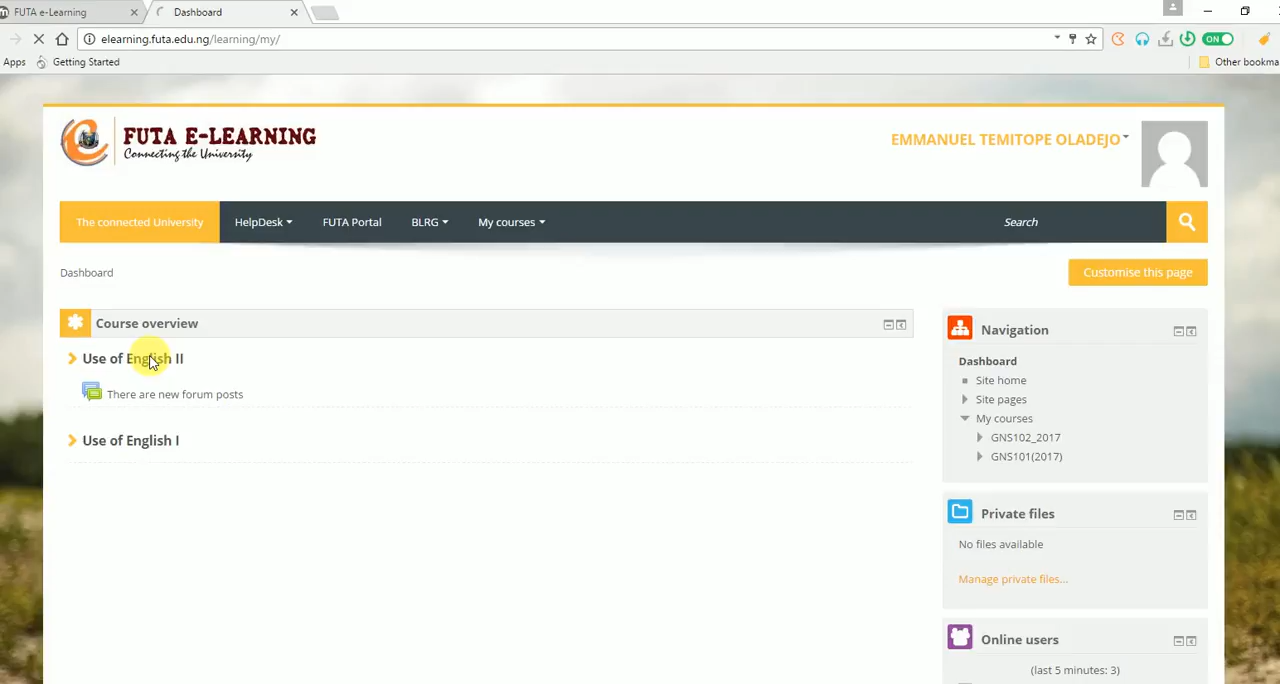 FUTA e-Learning
Dashboard
elearning.futa.edu.ng/learning/my/
ON
Apps
Getting Started
Other bookma
FUTA E-LEARNING
Connecting the University
EMMANUEL TEMITOPE OLADEJO
The connected University
HelpDesk
FUTA Portal
BLRG
My courses
Search
Dashboard
Customise this page
Course overview
Use of English II
There are new forum posts
Use of English I
Navigation
Dashboard
Site home
Site pages
My courses
GNS102_2017
GNS101(2017)
Private files
No files available
Manage private files...
Online users
(last 5 minutes: 3)